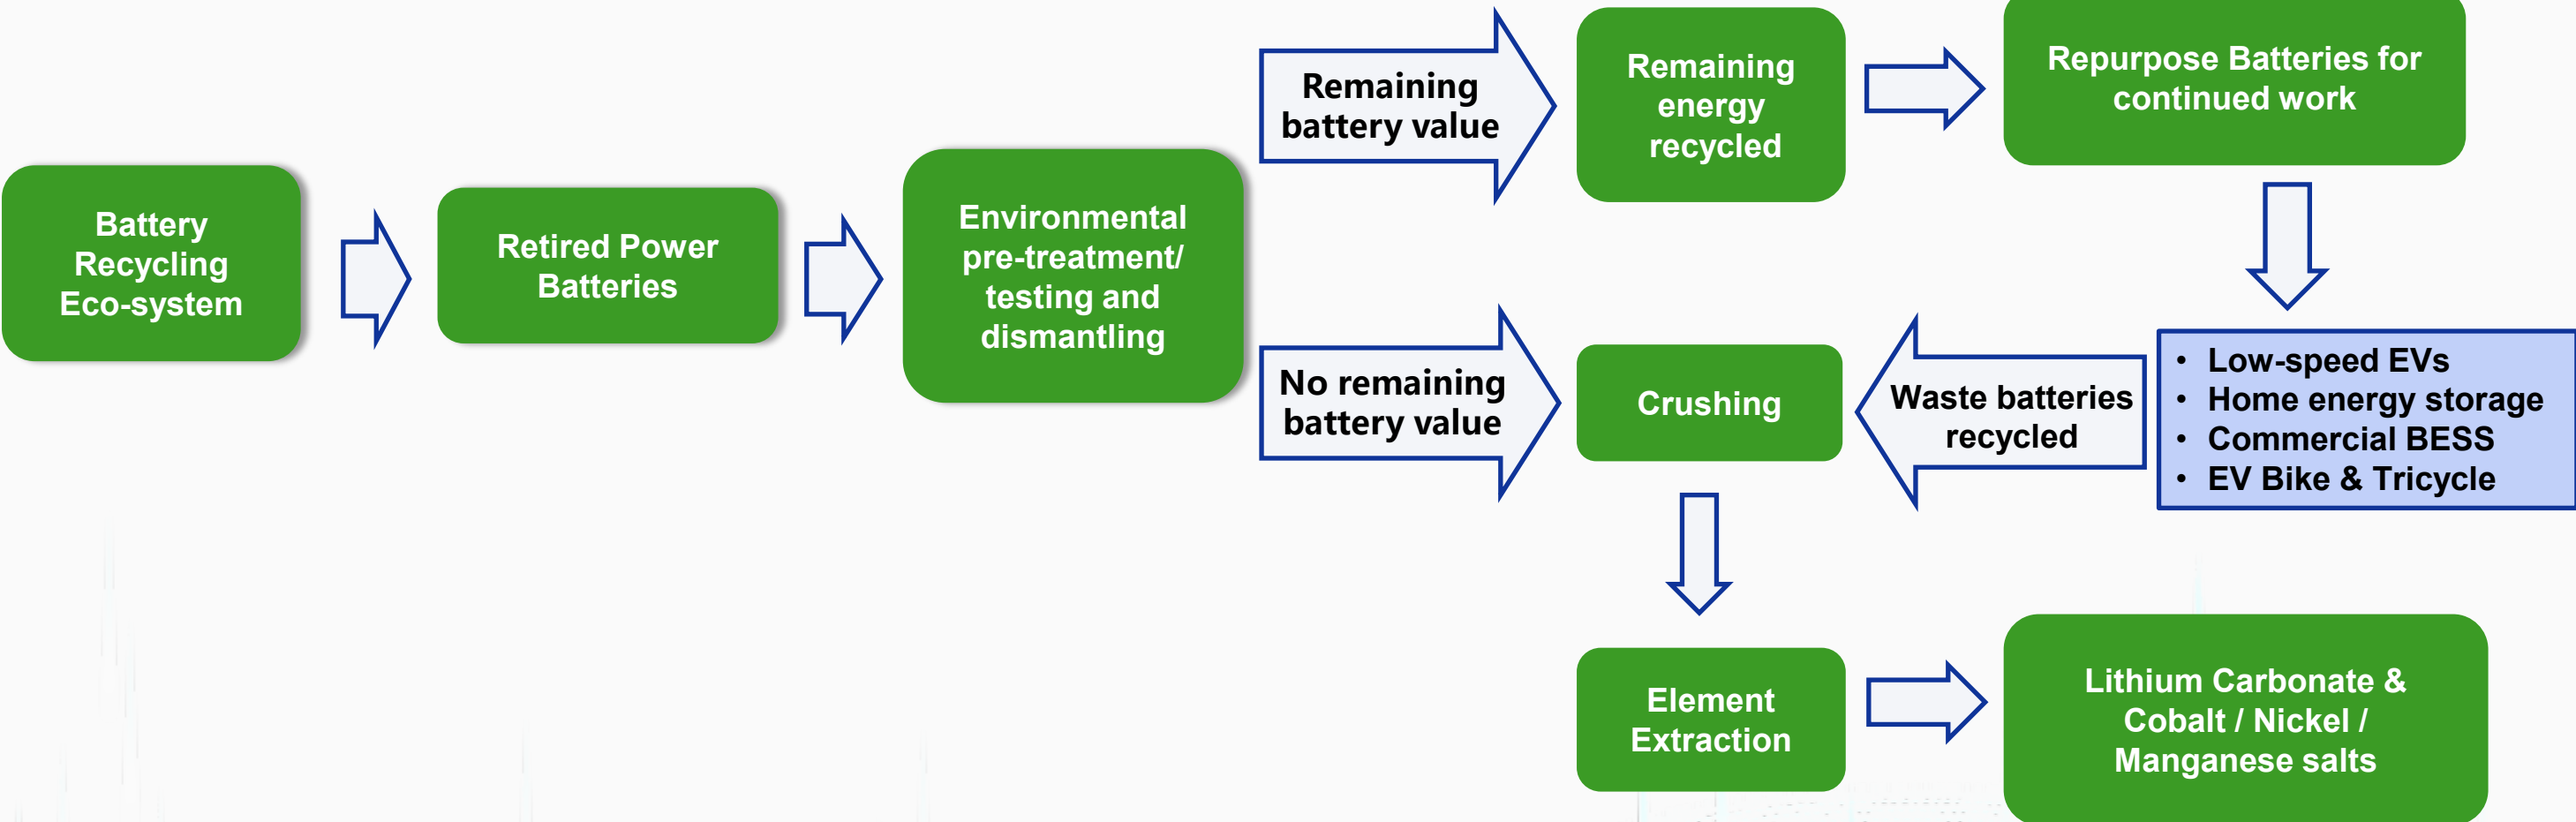 Battery
Recycling
Eco-system
Retired Power
Batteries
Environmental
pre-treatment/
testing and
dismantling
Remaining
battery value
Remaining
energy
recycled
Repurpose Batteries for
continued work
No remaining
battery value
Crushing
Waste batteries
recycled
• Low-speed EVs
• Home energy storage
• Commercial BESS
• EV Bike & Tricycle
Element
Extraction
Lithium Carbonate &
Cobalt / Nickel /
Manganese salts